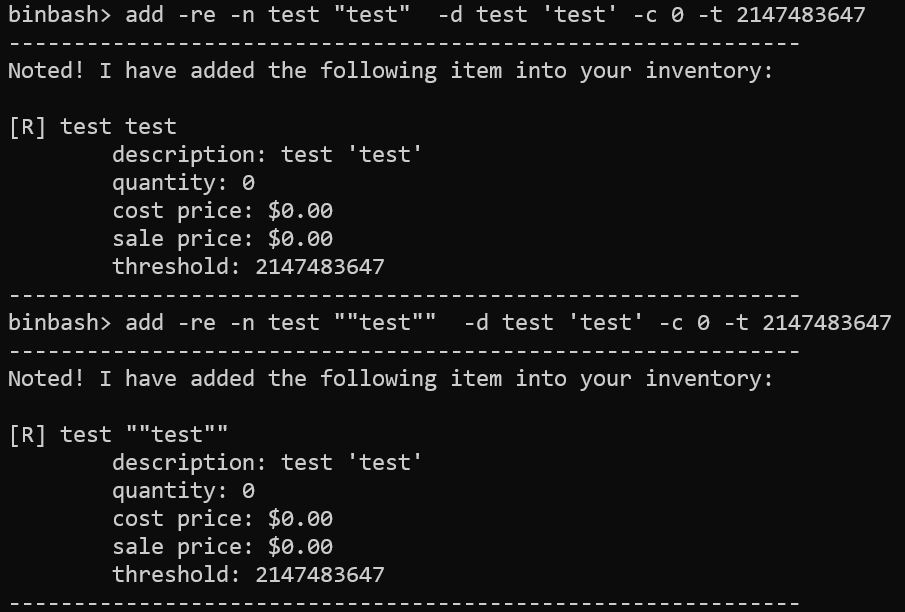 binbash> add -re -n test "test"  -d test 'test' -c 0 -t 2147483647
-------------------------------------------------------------
Noted! I have added the following item into your inventory:

[R] test test
        description: test 'test'
        quantity: 0
        cost price: $0.00
        sale price: $0.00
        threshold: 2147483647
-------------------------------------------------------------
binbash> add -re -n test ""test""  -d test 'test' -c 0 -t 2147483647
-------------------------------------------------------------
Noted! I have added the following item into your inventory:

[R] test ""test""
        description: test 'test'
        quantity: 0
        cost price: $0.00
        sale price: $0.00
        threshold: 2147483647
-------------------------------------------------------------